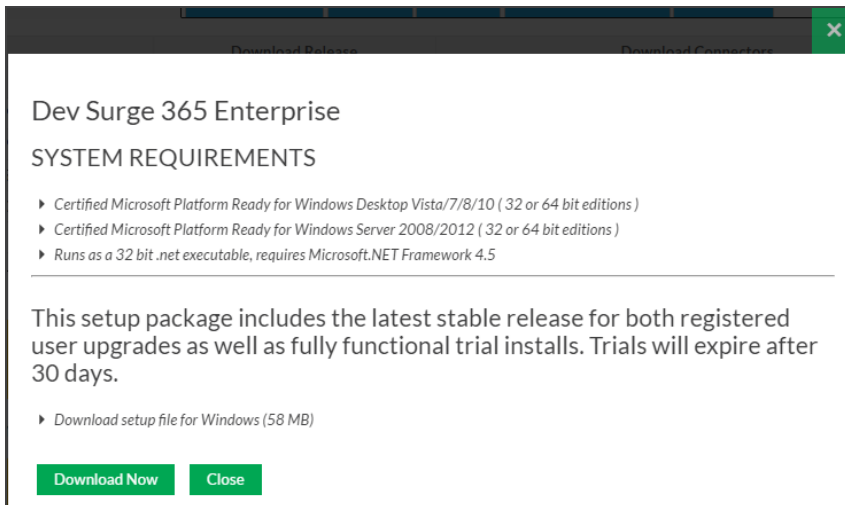 Download Release
Download Connectors
×
Dev Surge 365 Enterprise
SYSTEM REQUIREMENTS
Certified Microsoft Platform Ready for Windows Desktop Vista/7/8/10 ( 32 or 64 bit editions )
Certified Microsoft Platform Ready for Windows Server 2008/2012 ( 32 or 64 bit editions )
Runs as a 32 bit .net executable, requires Microsoft.NET Framework 4.5
This setup package includes the latest stable release for both registered
user upgrades as well as fully functional trial installs. Trials will expire after
30 days.
Download setup file for Windows (58 MB)
Download Now
Close